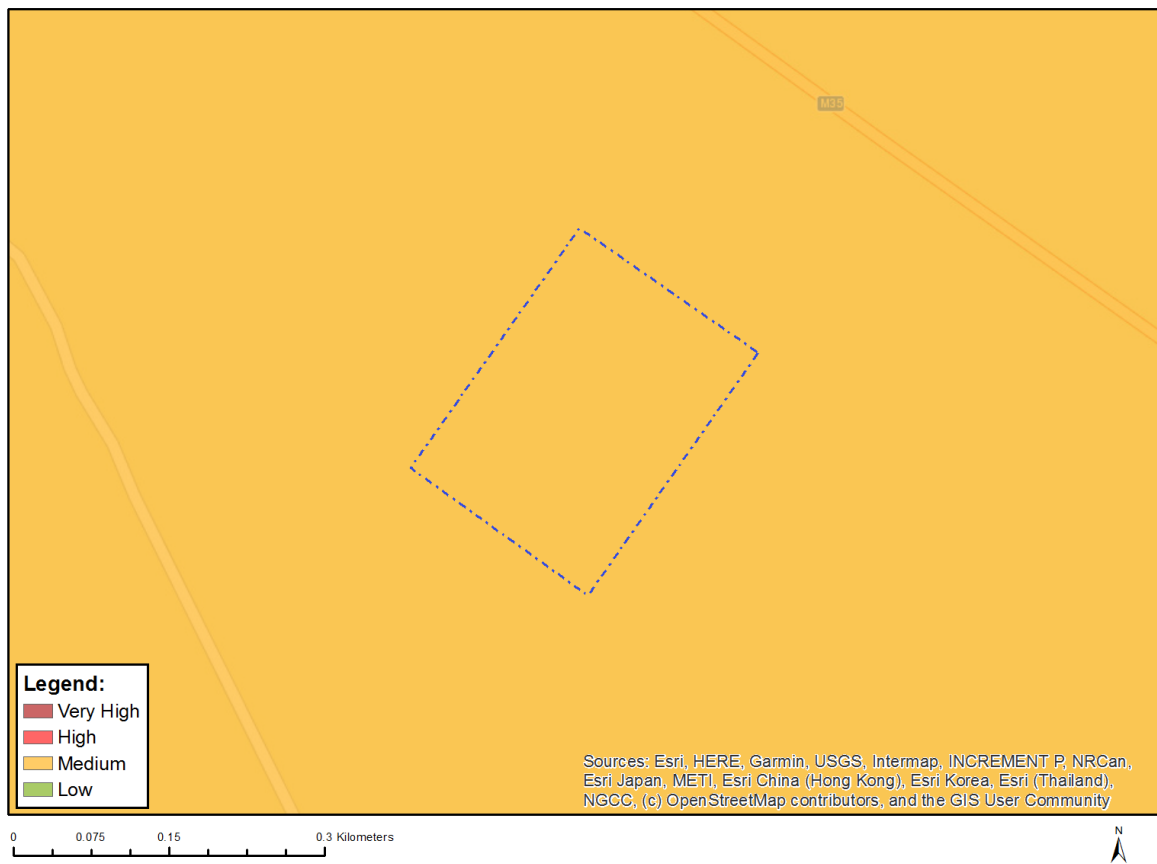 M35
Legend:
Very High
High
Medium
Low
Sources: Esri, HERE, Garmin, USGS, Intermap, INCREMENT P, NRCan,
Esri Japan, METI, Esri China (Hong Kong), Esri Korea, Esri (Thailand),
NGCC, (c) OpenStreetMap contributors, and the GIS User Community
0 0.075 0.15 0.3 Kilometers
N